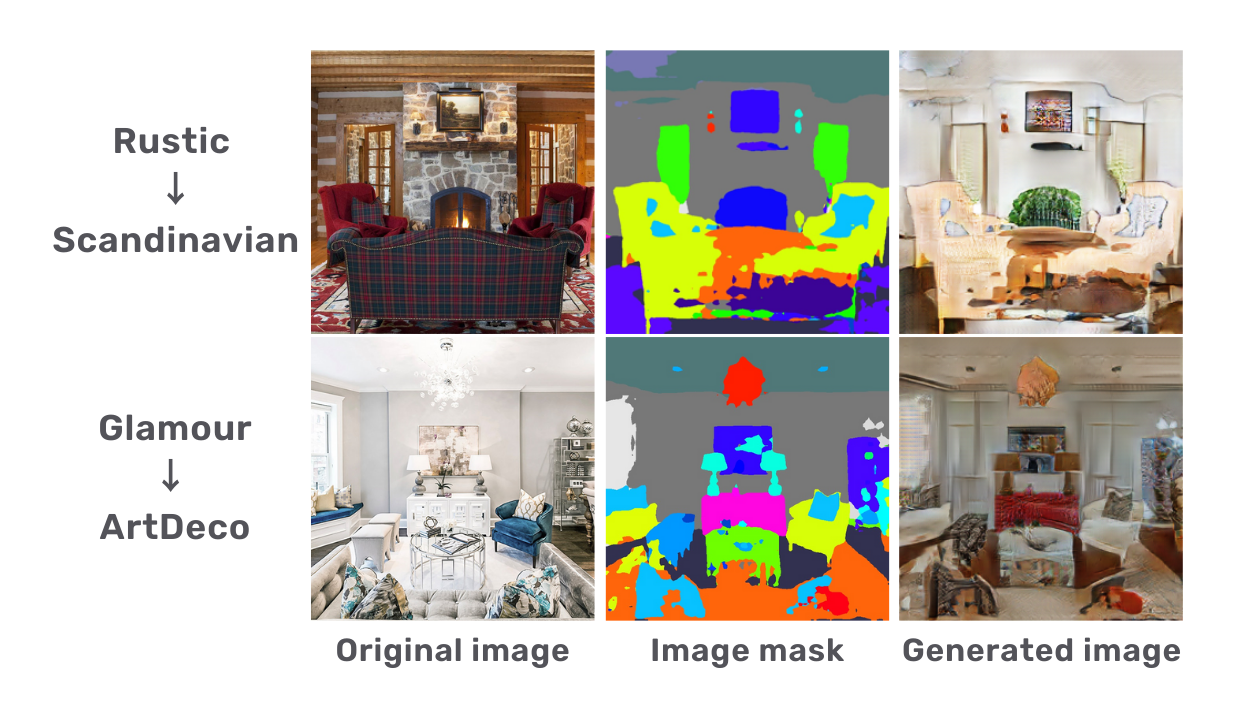 Rustic
↓
Scandinavian
Glamour
↓
ArtDeco
Original image
Image mask
Generated image